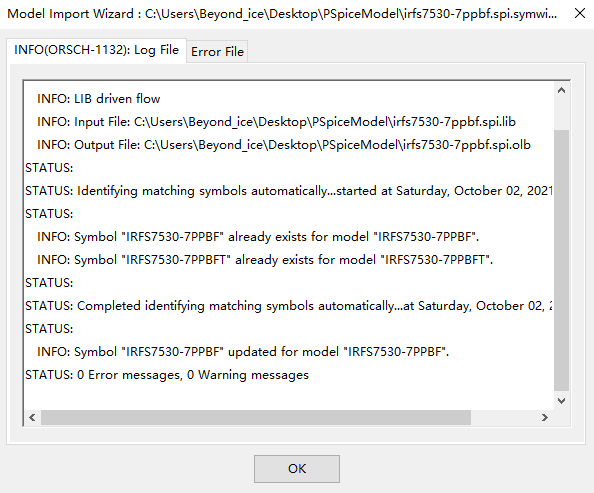 Model Import Wizard : C:\Users\Beyond_ice\Desktop\PSpiceModel\irfs7530-7ppbf.spi.symwi...
INFO(ORSCH-1132): Log File
Error File
INFO: LIB driven flow
INFO: Input File: C:\Users\Beyond_ice\Desktop\PSpiceModel\irfs7530-7ppbf.spi.lib
INFO: Output File: C:\Users\Beyond_ice\Desktop\PSpiceModel\irfs7530-7ppbf.spi.olb
STATUS:
STATUS: Identifying matching symbols automatically...started at Saturday, October 02, 2021
STATUS:
INFO: Symbol "IRFS7530-7PPBF" already exists for model "IRFS7530-7PPBF".
INFO: Symbol "IRFS7530-7PPBFT" already exists for model "IRFS7530-7PPBFT".
STATUS:
STATUS: Completed identifying matching symbols automatically...at Saturday, October 02,
STATUS:
INFO: Symbol "IRFS7530-7PPBF" updated for model "IRFS7530-7PPBF".
STATUS: 0 Error messages, 0 Warning messages
OK